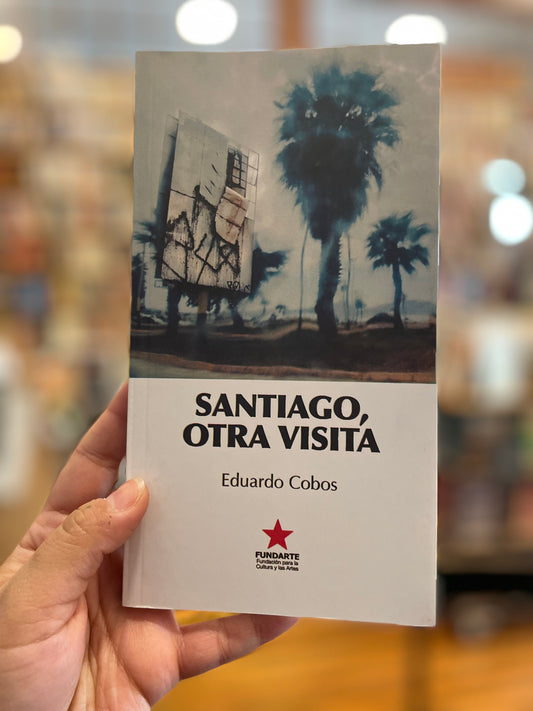 SANTIAGO,
OTRA VISITA
Eduardo Cobos
FUNDARTE
Fundación para la
Cultura y las Artes